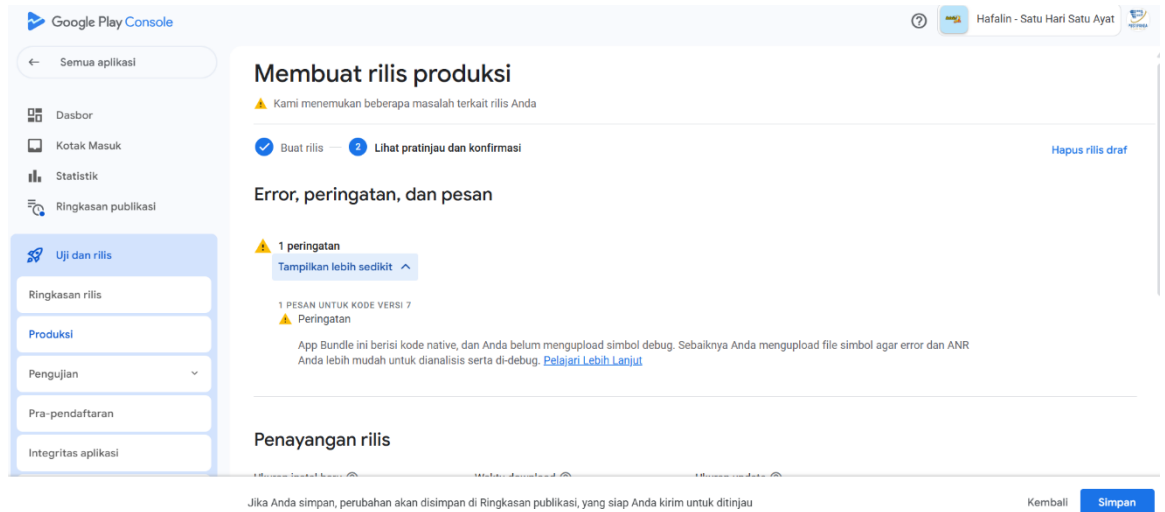 Google Play Console
Hafalin - Satu Hari Satu Ayat
Semua aplikasi
Dasbor
Kotak Masuk
Statistik
Ringkasan publikasi
Uji dan rilis
Ringkasan rilis
Produksi
Pengujian
Pra-pendaftaran
Integritas aplikasi
Membuat rilis produksi
Kami menemukan beberapa masalah terkait rilis Anda
Buat rilis
2 Lihat pratinjau dan konfirmasi
Hapus rilis draf
Error, peringatan, dan pesan
1 peringatan
Tampilkan lebih sedikit
1 PESAN UNTUK KODE VERSI 7
Peringatan
App Bundle ini berisi kode native, dan Anda belum mengupload simbol debug. Sebaiknya Anda mengupload file simbol agar error dan ANR
Anda lebih mudah untuk dianalisis serta di-debug. Pelajari Lebih Lanjut
Penayangan rilis
Jika Anda simpan, perubahan akan disimpan di Ringkasan publikasi, yang siap Anda kirim untuk ditinjau
Kembali
Simpan